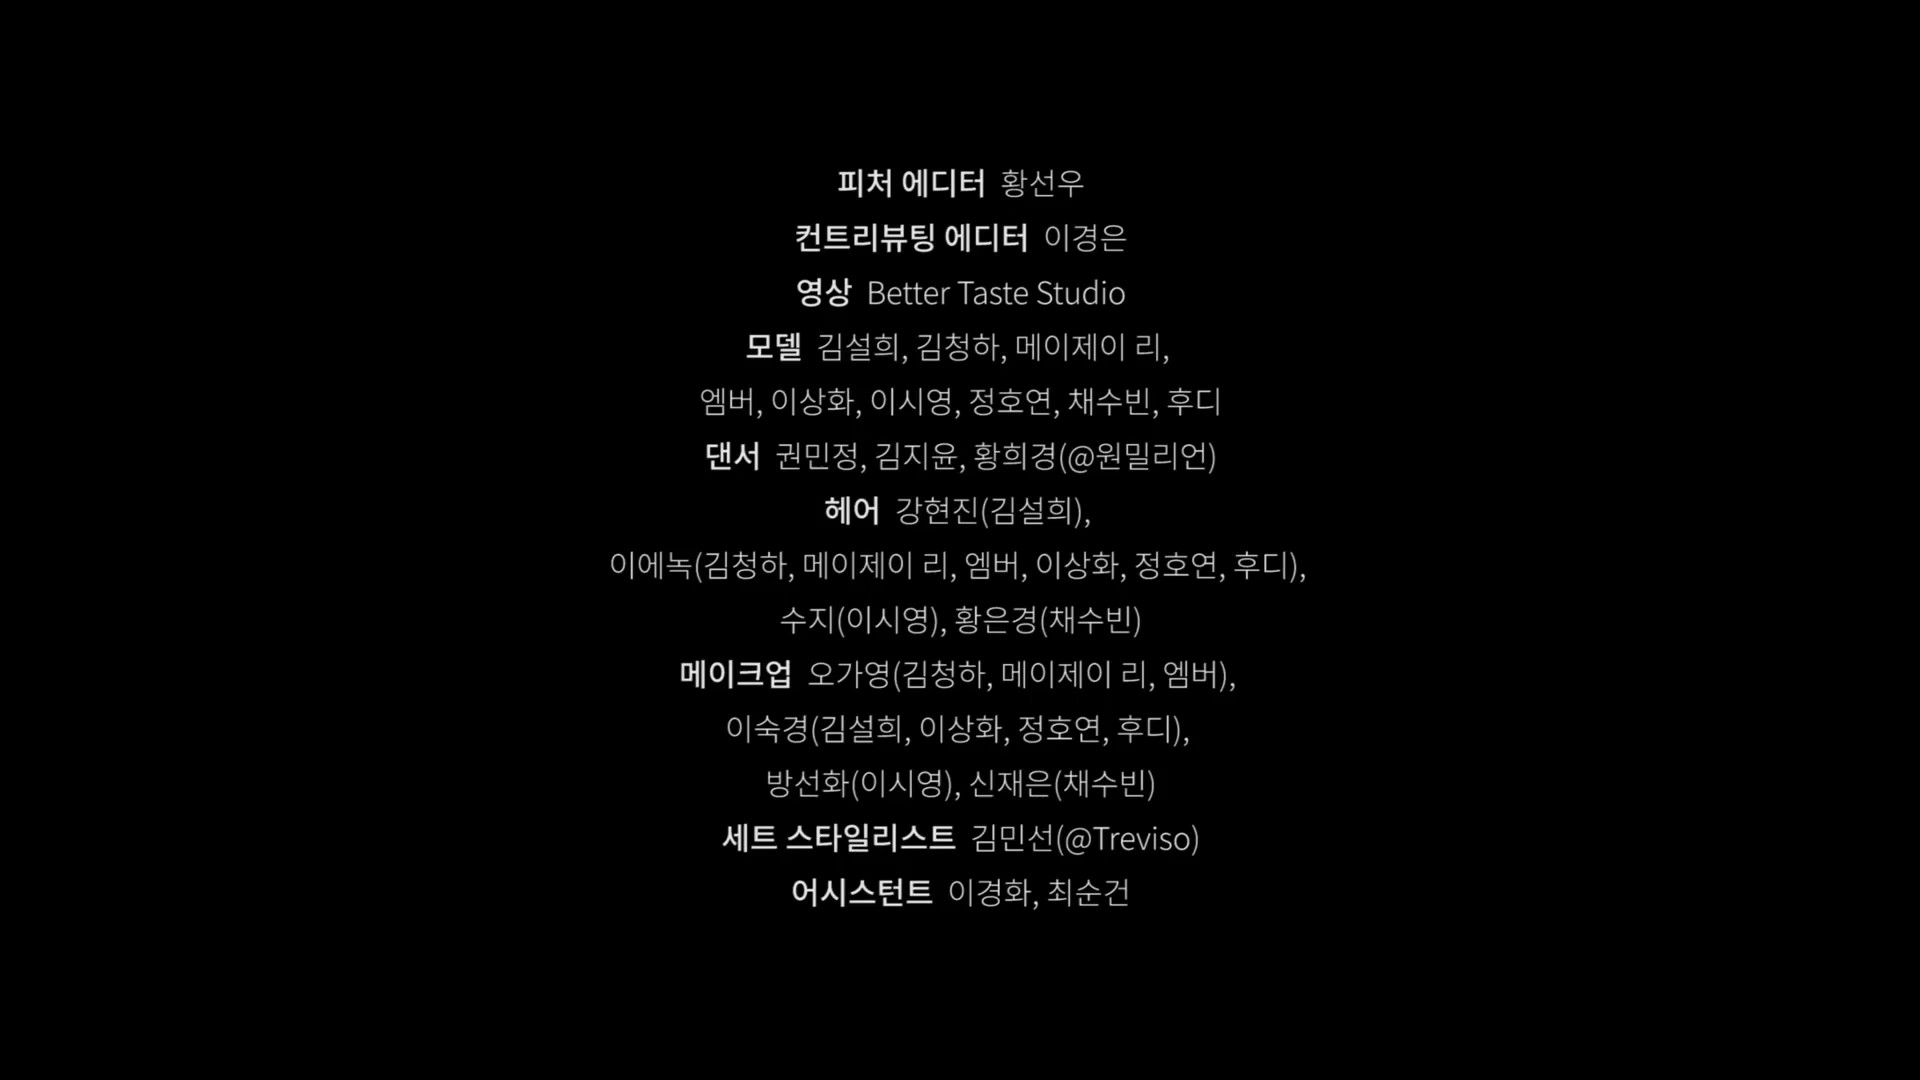 피처 에디터 황선우
컨트리뷰팅 에디터 이경은
영상 Better Taste Studio
모델 김설희, 김청하, 메이제이 리,
엠버, 이상화, 이시영, 정호연, 채수빈, 후디
댄서 권민정, 김지윤, 황희경(@원밀리언)
헤어 강현진(김설희),
이에녹(김청하, 메이제이 리, 엠버, 이상화, 정호연, 후디),
수지(이시영), 황은경(채수빈)
메이크업 오가영(김청하, 메이제이 리, 엠버),
이숙경(김설희, 이상화, 정호연, 후디),
방선화(이시영), 신재은(채수빈)
세트 스타일리스트 김민선(@Treviso)
어시스턴트 이경화, 최순건